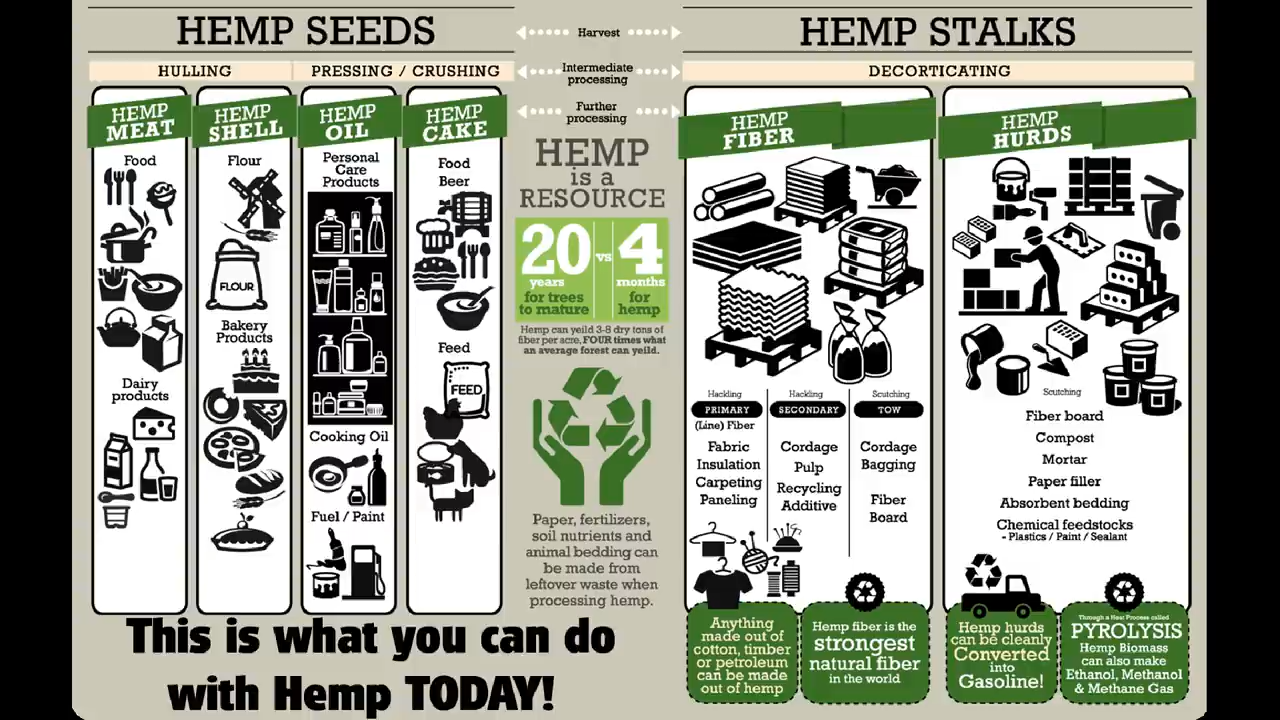 HEMP SEEDS
Harvest
HEMP STALKS
HULLING
PRESSING / CRUSHING
Intermediate
processing
DECORTICATING
Further
processing
HEMP
MEAT
Food
Dairy
products
HEMP
SHELL
Flour
FLOUR
Bakery
Products
HEMP
OIL
Personal
Care
Products
Cooking Oil
Fuel / Paint
HEMP
CAKE
Food
Beer
Feed
FEED
HEMP
is a
RESOURCE
20 vs 4
years months
for trees for
to mature hemp
Hemp can yeild 3-8 dry tons of
fiber per acre, FOUR times what
an average forest can yeild.
Paper, fertilizers,
soil nutrients and
animal bedding can
be made from
leftover waste when
processing hemp.
HEMP
FIBER
Hackling
PRIMARY
(Line) Fiber
Fabric
Insulation
Carpeting
Paneling
Hackling
SECONDARY
Cordage
Pulp
Recycling
Additive
Scutching
TOW
Cordage
Bagging
Fiber
Board
Anything
made out of
cotton, timber
or petroleum
can be made
out of hemp
Hemp fiber is the
strongest
natural fiber
in the world
HEMP
HURDS
Scutching
Fiber board
Compost
Mortar
Paper filler
Absorbent bedding
Chemical feedstocks
- Plastics / Paint / Sealant
Hemp hurds
can be cleanly
Converted
into
Gasoline!
Through a Heat Process called
PYROLYSIS
Hemp Biomass
can also make
Ethanol, Methanol
& Methane Gas
This is what you can do
with Hemp TODAY!